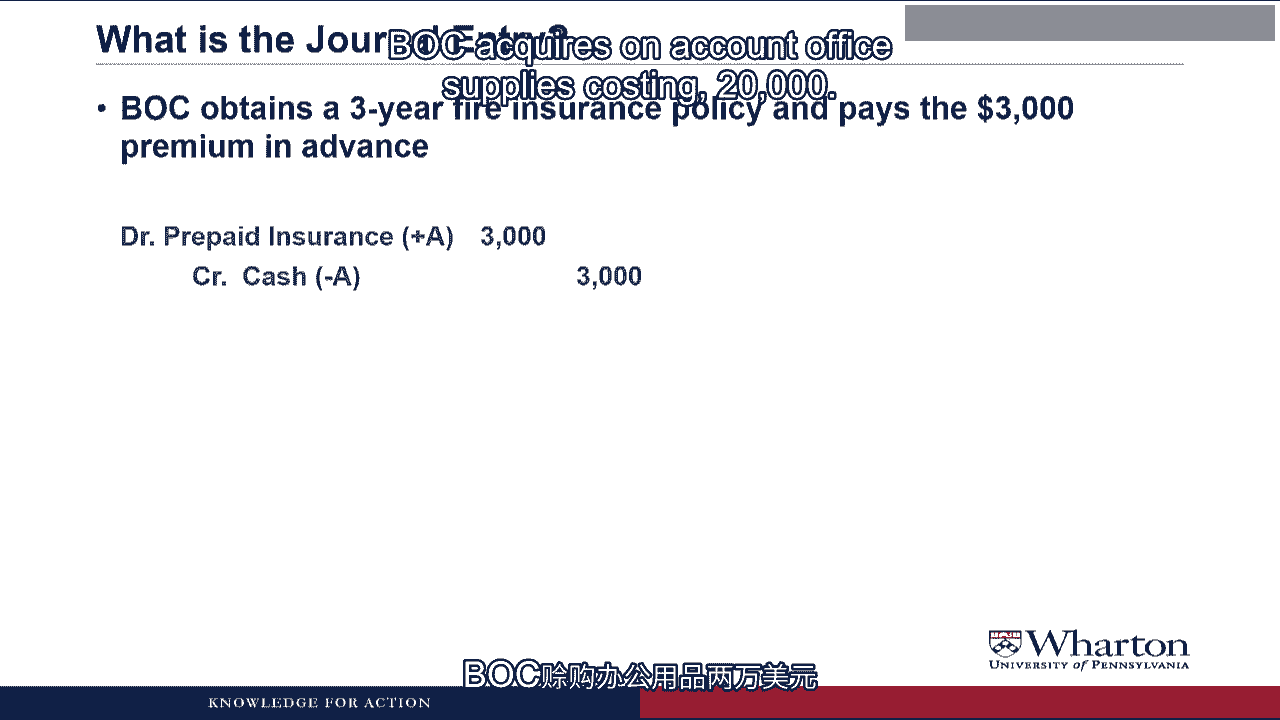 What is the Journal Entry?
BOC acquires on account office
supplies costing, 20,000.
• BOC obtains a 3-year fire insurance policy and pays the $3,000
premium in advance
Dr. Prepaid Insurance (+A) 3,000
Cr. Cash (-A) 3,000
Wharton
UNIVERSITY of PENNSYLVANIA
BOC赊购办公用品两万美元
KNOWLEDGE FOR ACTION